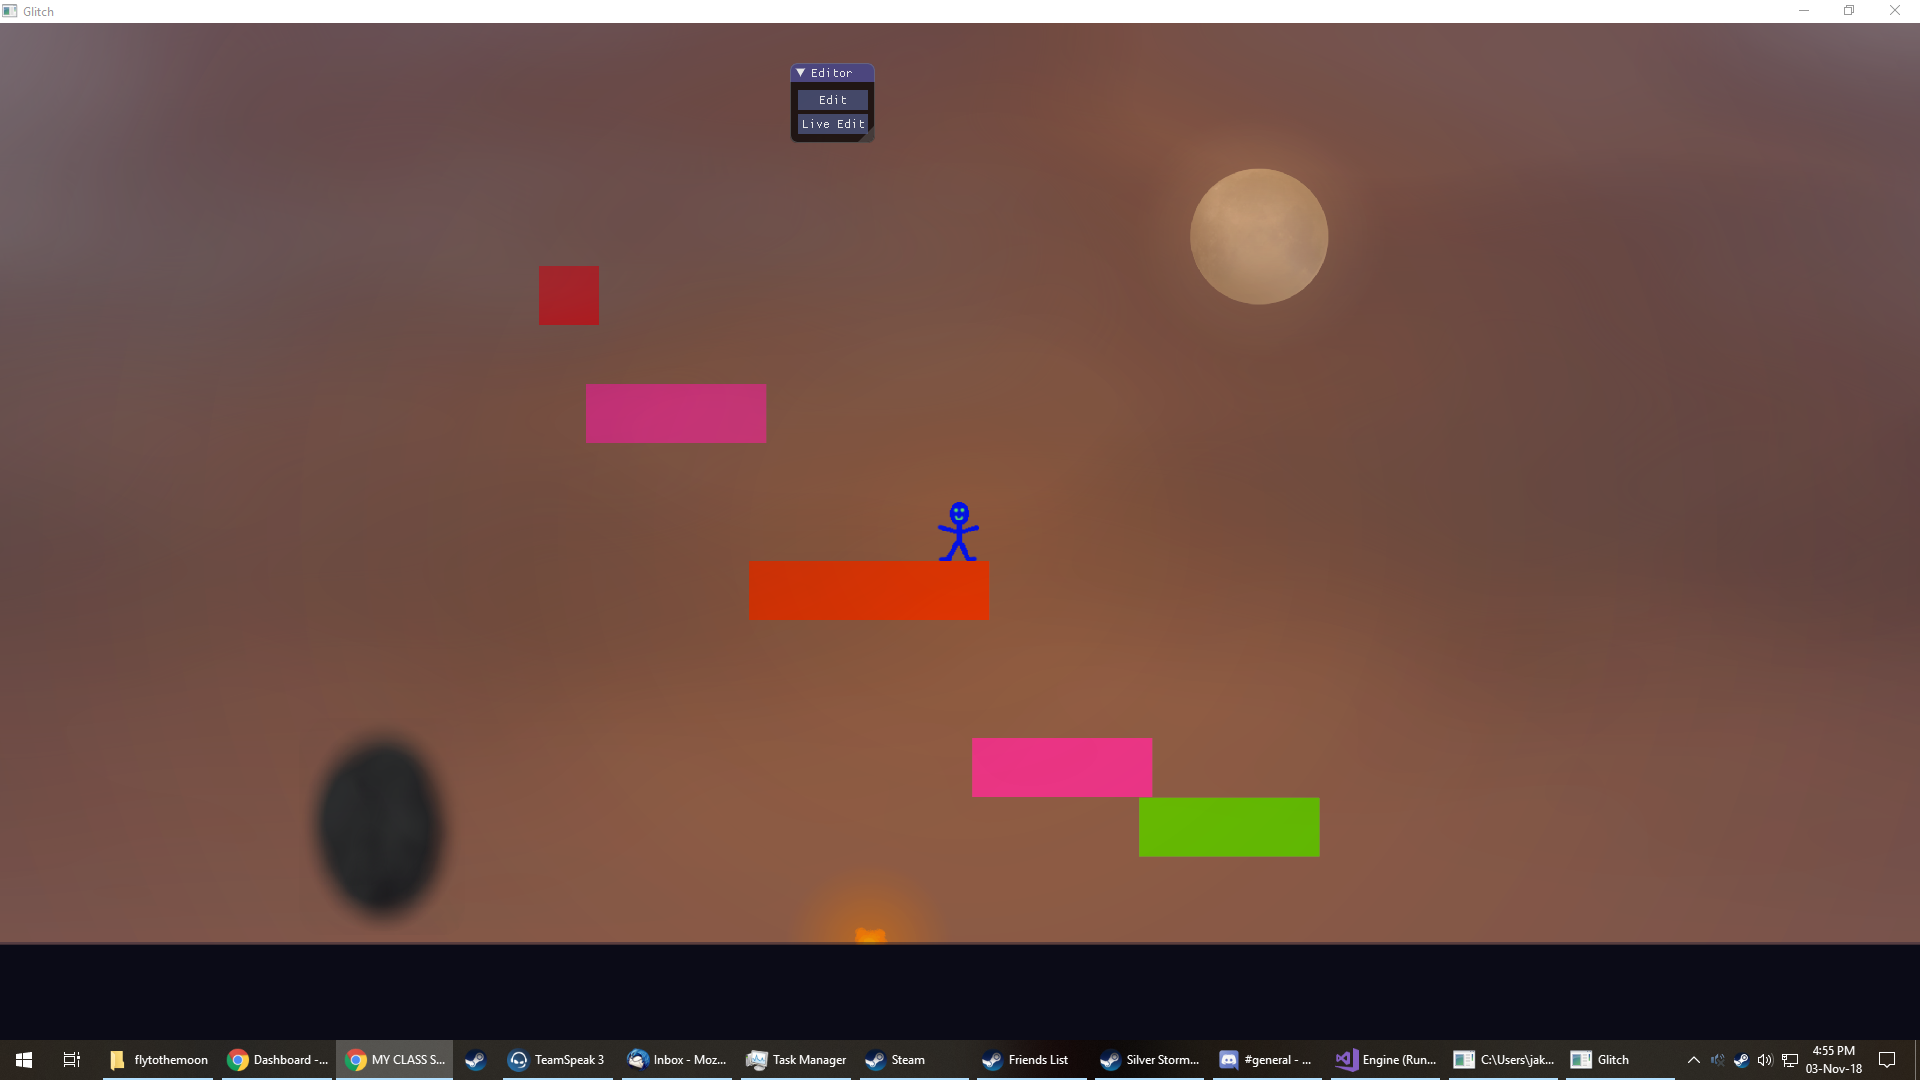 Glitch
Editor
Edit
Live Edit
flytothemoon
Dashboard -...
MY CLASS S...
TeamSpeak 3
Inbox - Moz...
Task Manager
Steam
Friends List
Silver Storm...
#general - ...
Engine (Run...
C:\Users\jak...
Glitch
4:55 PM
03-Nov-18